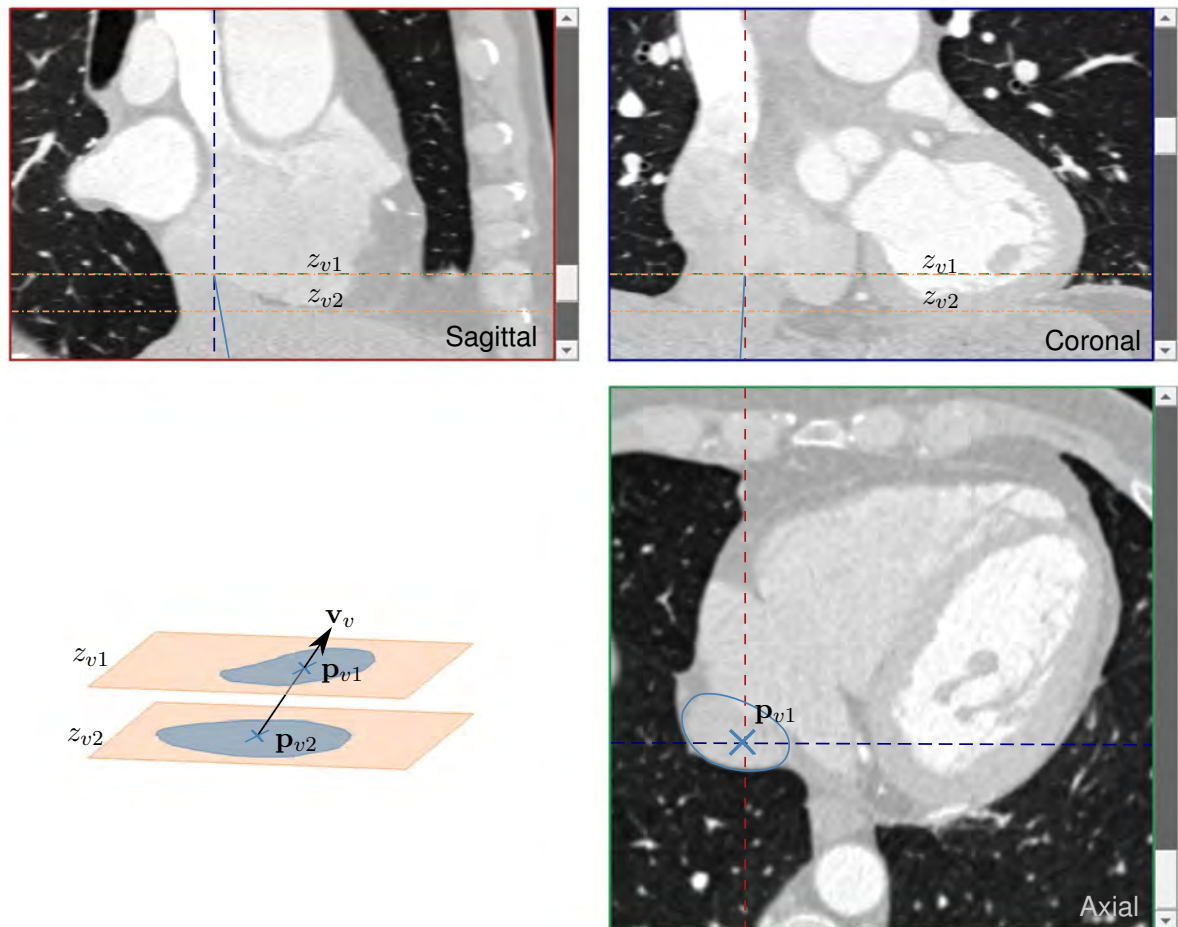 z_{v1}
z_{v2}
Sagittal
z_{v1}
z_{v2}
Coronal
v_v
z_{v1}
p_{v1}
z_{v2}
p_{v2}
p_{v1}
Axial